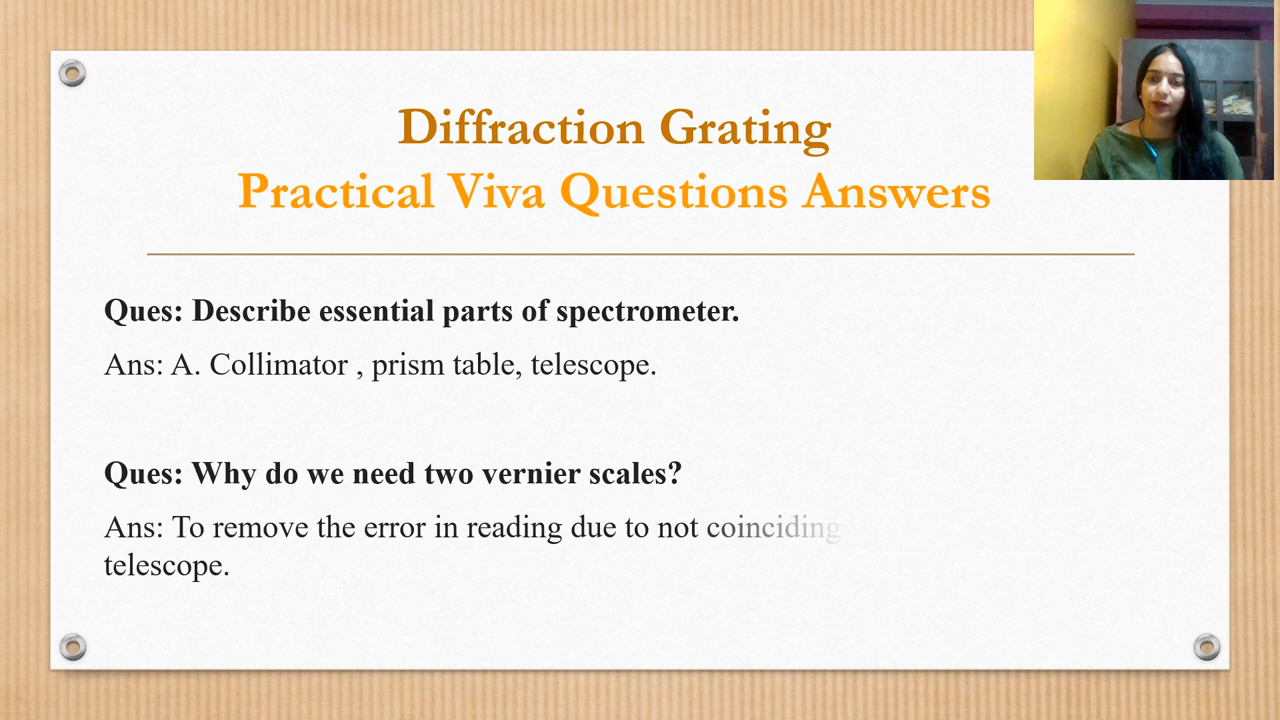 Diffraction Grating
Practical Viva Questions Answers
Ques: Describe essential parts of spectrometer.
Ans: A. Collimator , prism table, telescope.
Ques: Why do we need two vernier scales?
Ans: To remove the error in reading due to not coinciding
telescope.